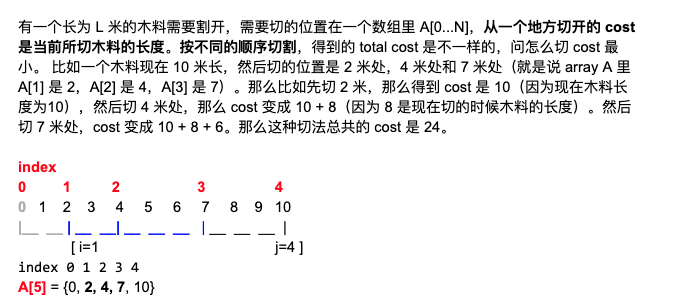 有一个长为 L 米的木料需要割开，需要切的位置在一个数组里 A[0...N]，从一个地方切开的 cost
是当前所切木料的长度。按不同的顺序切割，得到的 total cost 是不一样的，问怎么切 cost 最
小。 比如一个木料现在 10 米长，然后切的位置是 2 米处，4 米处和 7 米处（就是说 array A 里
A[1] 是 2，A[2] 是 4，A[3] 是 7）。那么比如先切 2 米，那么得到 cost 是 10（因为现在木料长
度为10），然后切 4 米处，那么 cost 变成 10 + 8（因为 8 是现在切的时候木料的长度）。然后
切 7 米处，cost 变成 10 + 8 + 6。那么这种切法总共的 cost 是 24。
index
0 1 2 3 4
0 1 2 3 4 5 6 7 8 9 10
|__ __|__ __|__ __ __|__ __ __|
[ i=1 j=4 ]
index 0 1 2 3 4
A[5] = {0, 2, 4, 7, 10}